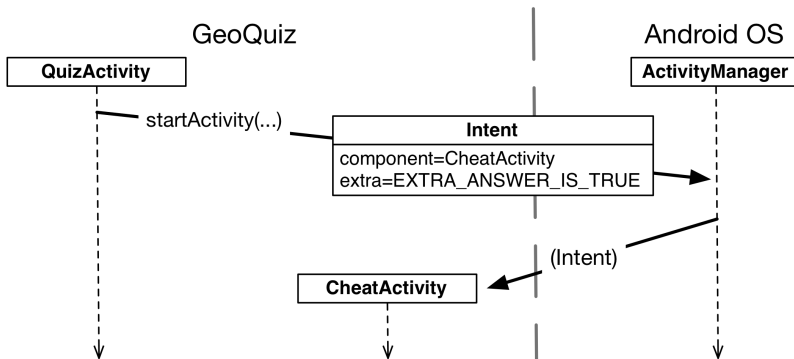 GeoQuiz
Android OS
QuizActivity
ActivityManager
startActivity(...)
Intent
component=CheatActivity
extra=EXTRA_ANSWER_IS_TRUE
(Intent)
CheatActivity